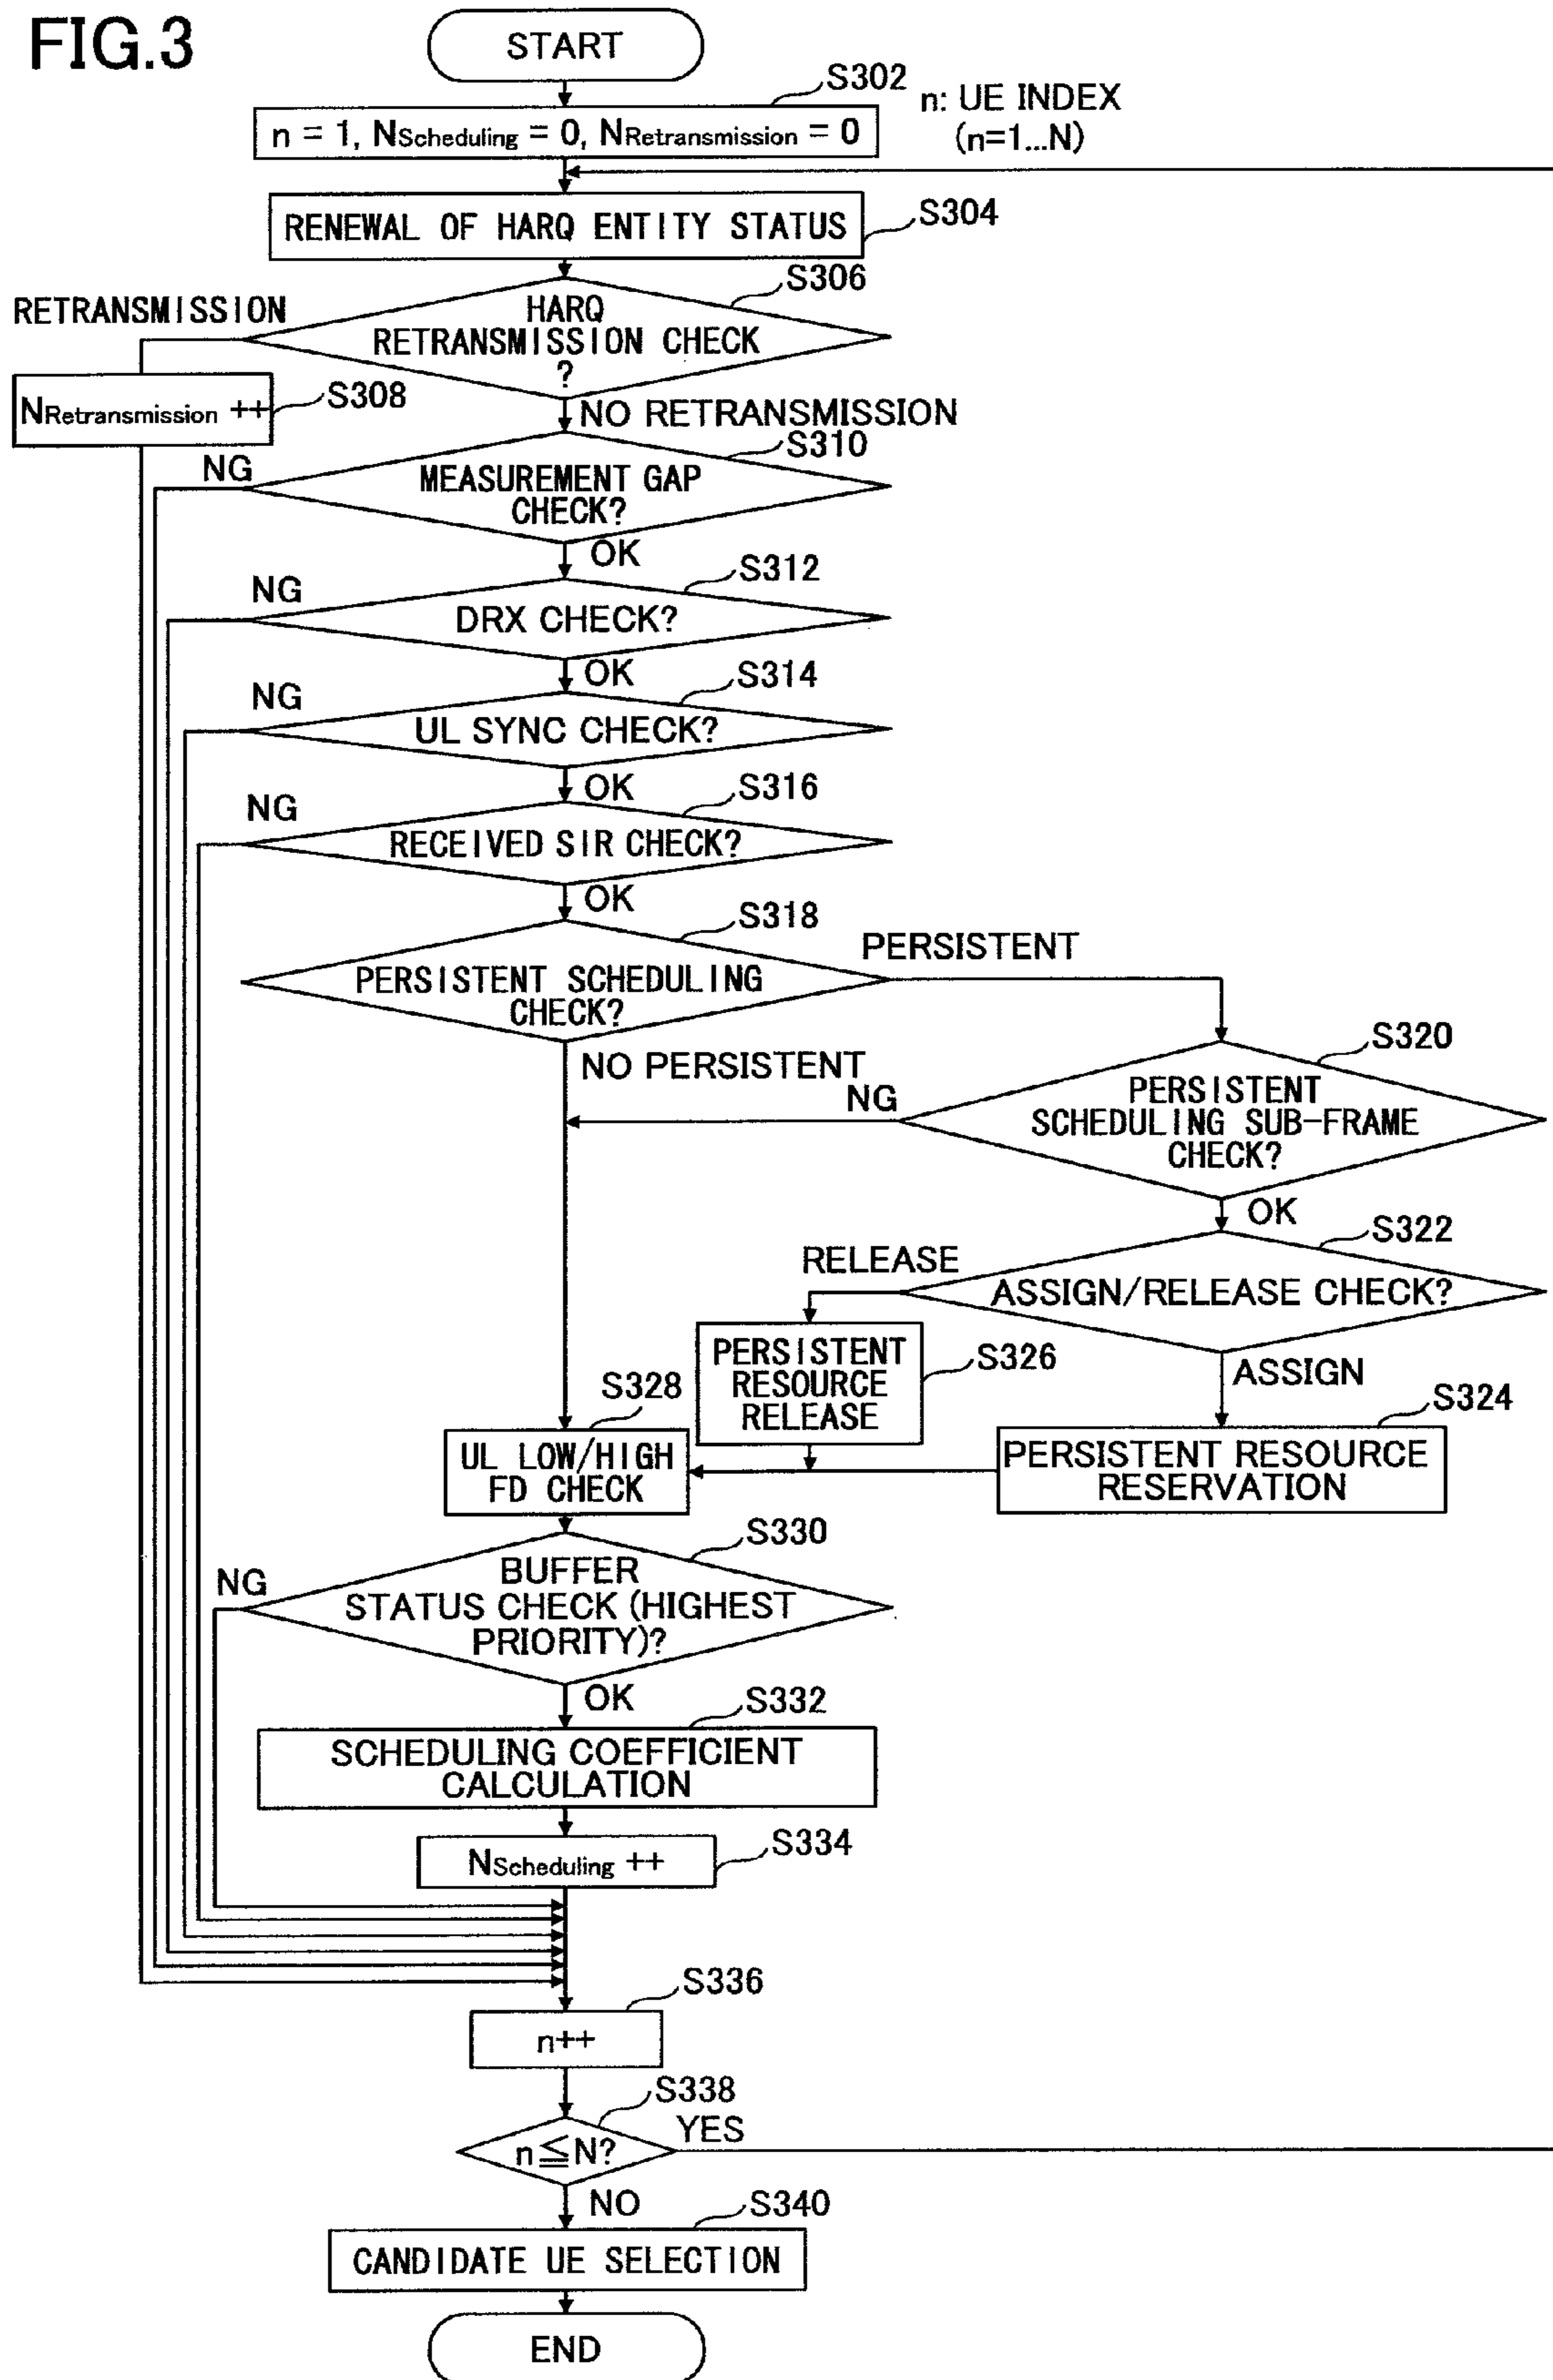 FIG.3
START
S302
n = 1, NScheduling = 0, NRetransmission = 0
n: UE INDEX
(n=1...N)
RENEWAL OF HARQ ENTITY STATUS
S304
S306
RETRANSMISSION
HARQ
RETRANSMISSION CHECK
?
NRetransmission ++
S308
NO RETRANSMISSION
S310
NG
MEASUREMENT GAP
CHECK?
OK
S312
NG
DRX CHECK?
OK
S314
NG
UL SYNC CHECK?
OK
S316
NG
RECEIVED SIR CHECK?
OK
S318
PERSISTENT
PERSISTENT SCHEDULING
CHECK?
S320
NO PERSISTENT
NG
PERSISTENT
SCHEDULING SUB-FRAME
CHECK?
OK
S322
RELEASE
ASSIGN/RELEASE CHECK?
PERSISTENT
RESOURCE
RELEASE
S326
ASSIGN
S328
S324
UL LOW/HIGH
FD CHECK
PERSISTENT RESOURCE
RESERVATION
S330
NG
BUFFER
STATUS CHECK (HIGHEST
PRIORITY)?
OK
S332
SCHEDULING COEFFICIENT
CALCULATION
NScheduling ++
S334
S336
n++
S338
n≦N?
YES
NO
S340
CANDIDATE UE SELECTION
END